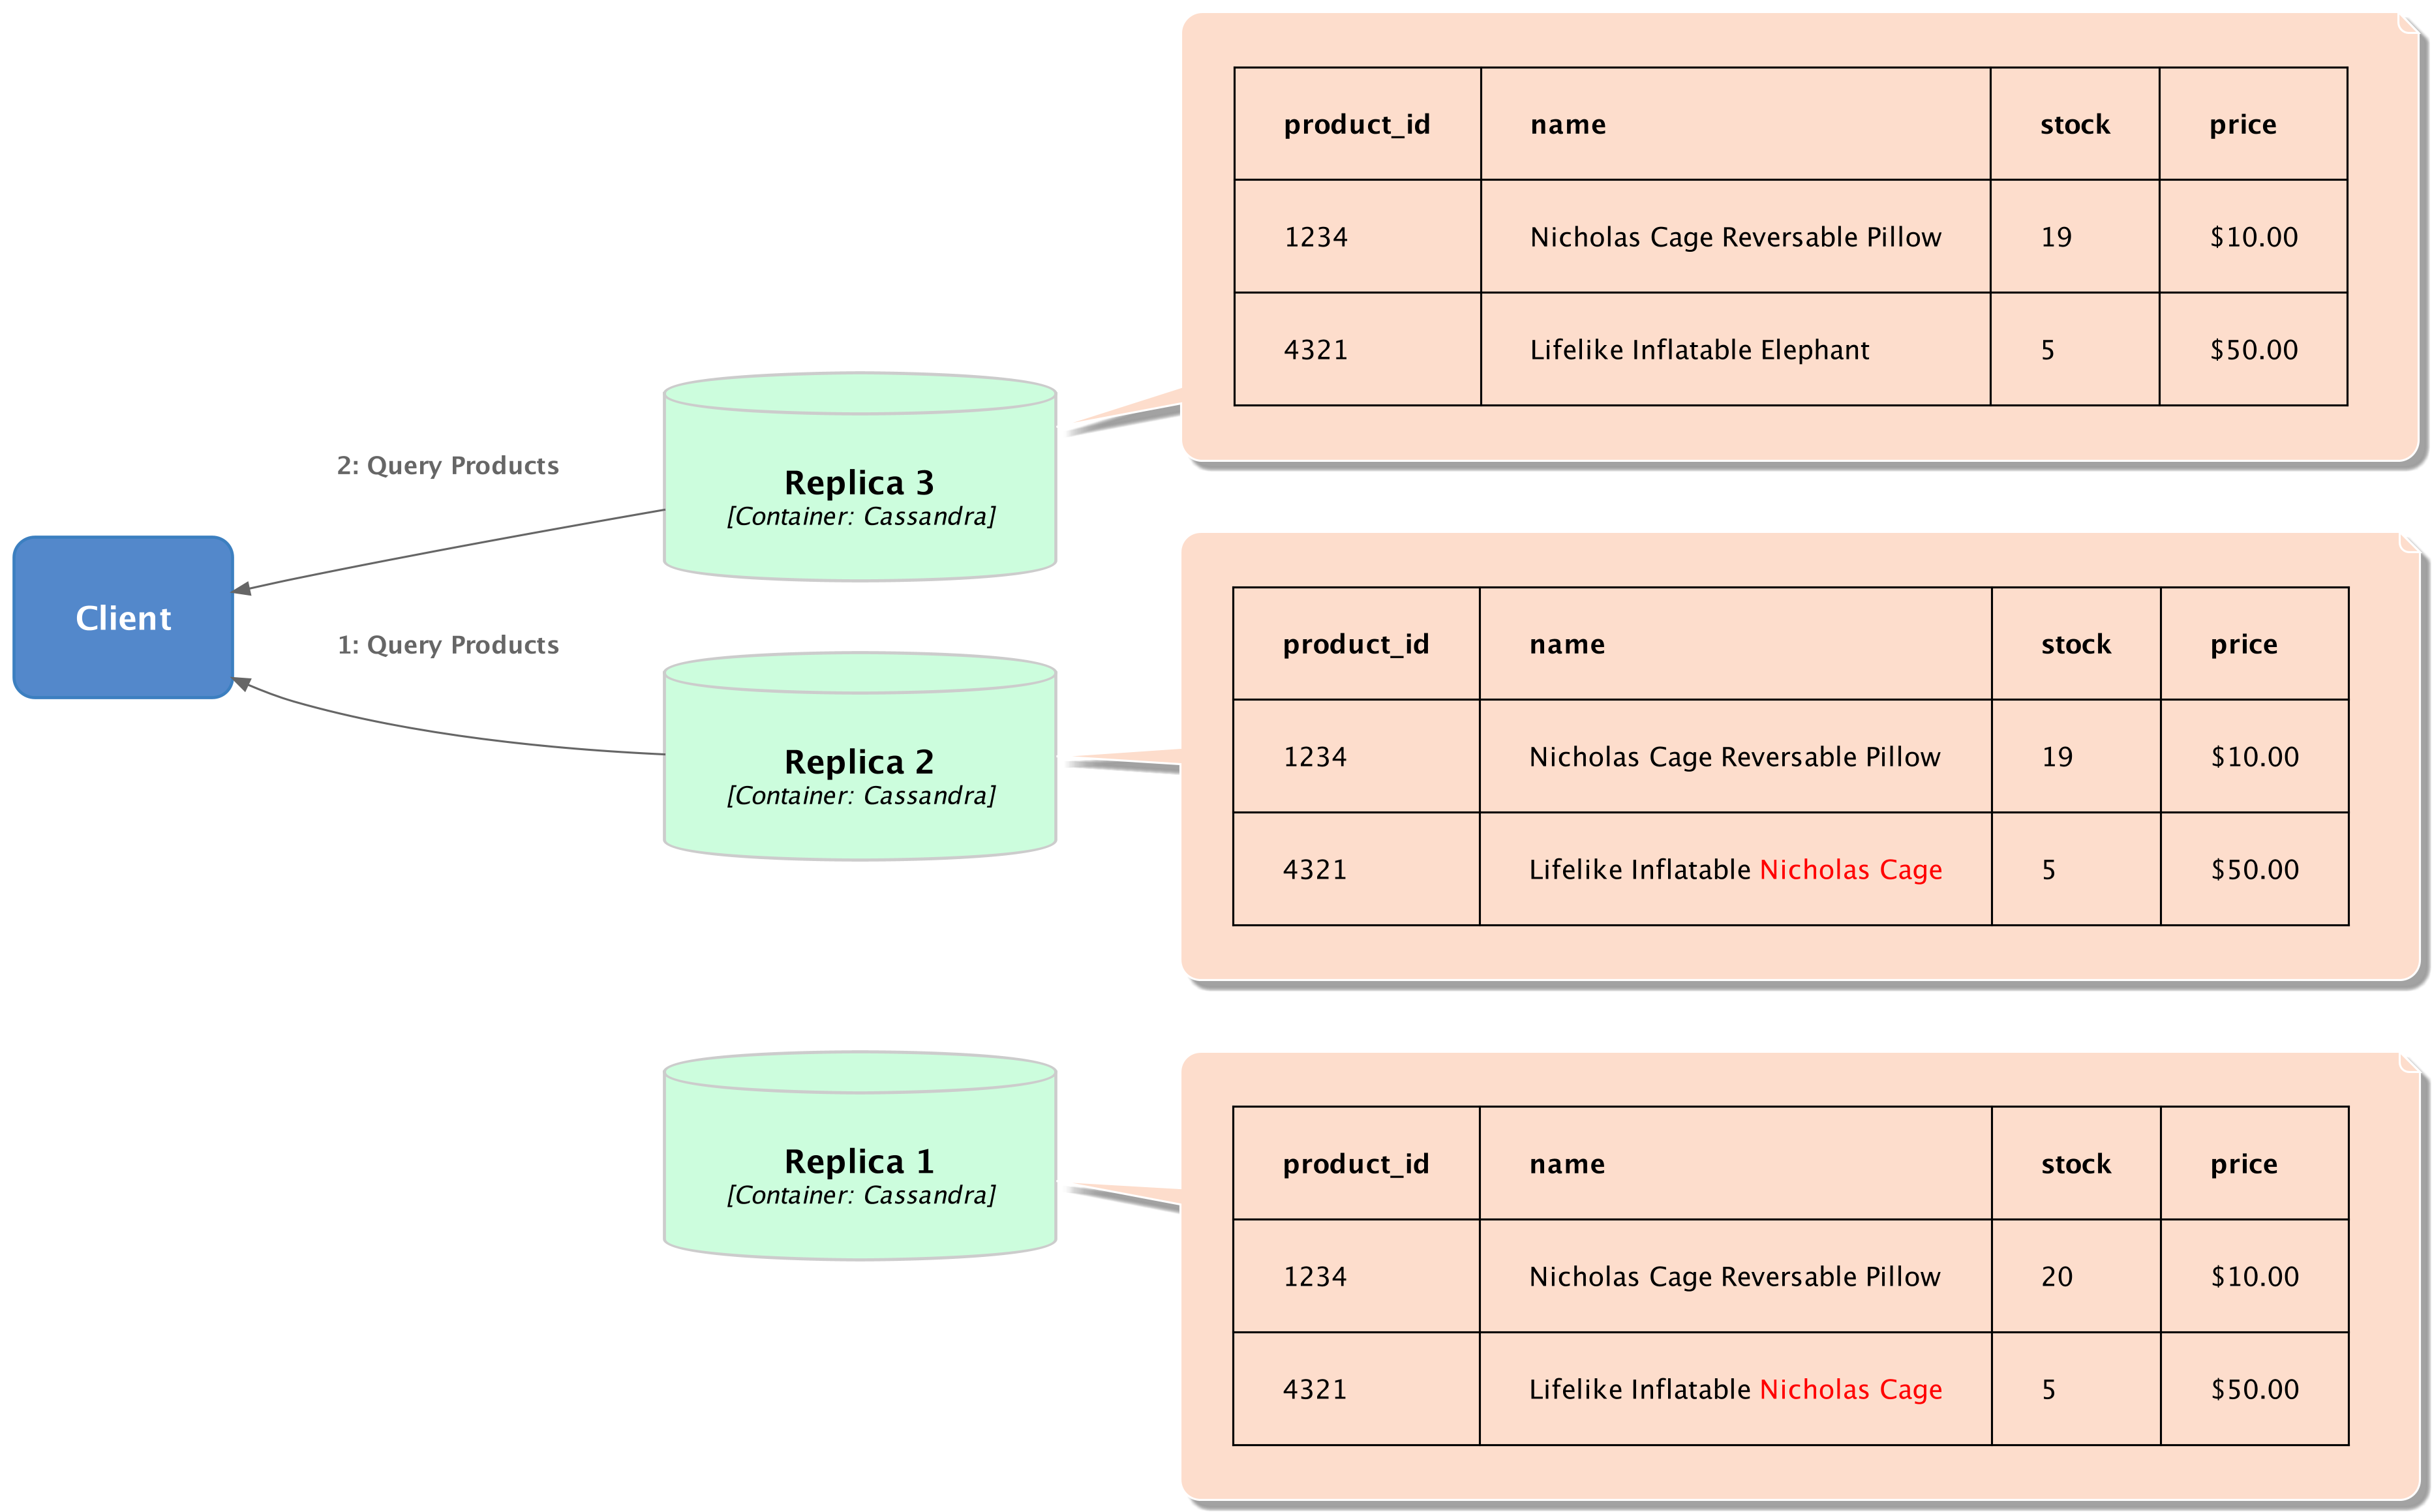 product_id name stock price
1234 Nicholas Cage Reversable Pillow 19 $10.00
4321 Lifelike Inflatable Elephant 5 $50.00
2: Query Products
Replica 3
[Container: Cassandra]
Client
1: Query Products
product_id name stock price
1234 Nicholas Cage Reversable Pillow 19 $10.00
Replica 2
[Container: Cassandra]
4321 Lifelike Inflatable Nicholas Cage 5 $50.00
Replica 1
[Container: Cassandra]
product_id name stock price
1234 Nicholas Cage Reversable Pillow 20 $10.00
4321 Lifelike Inflatable Nicholas Cage 5 $50.00